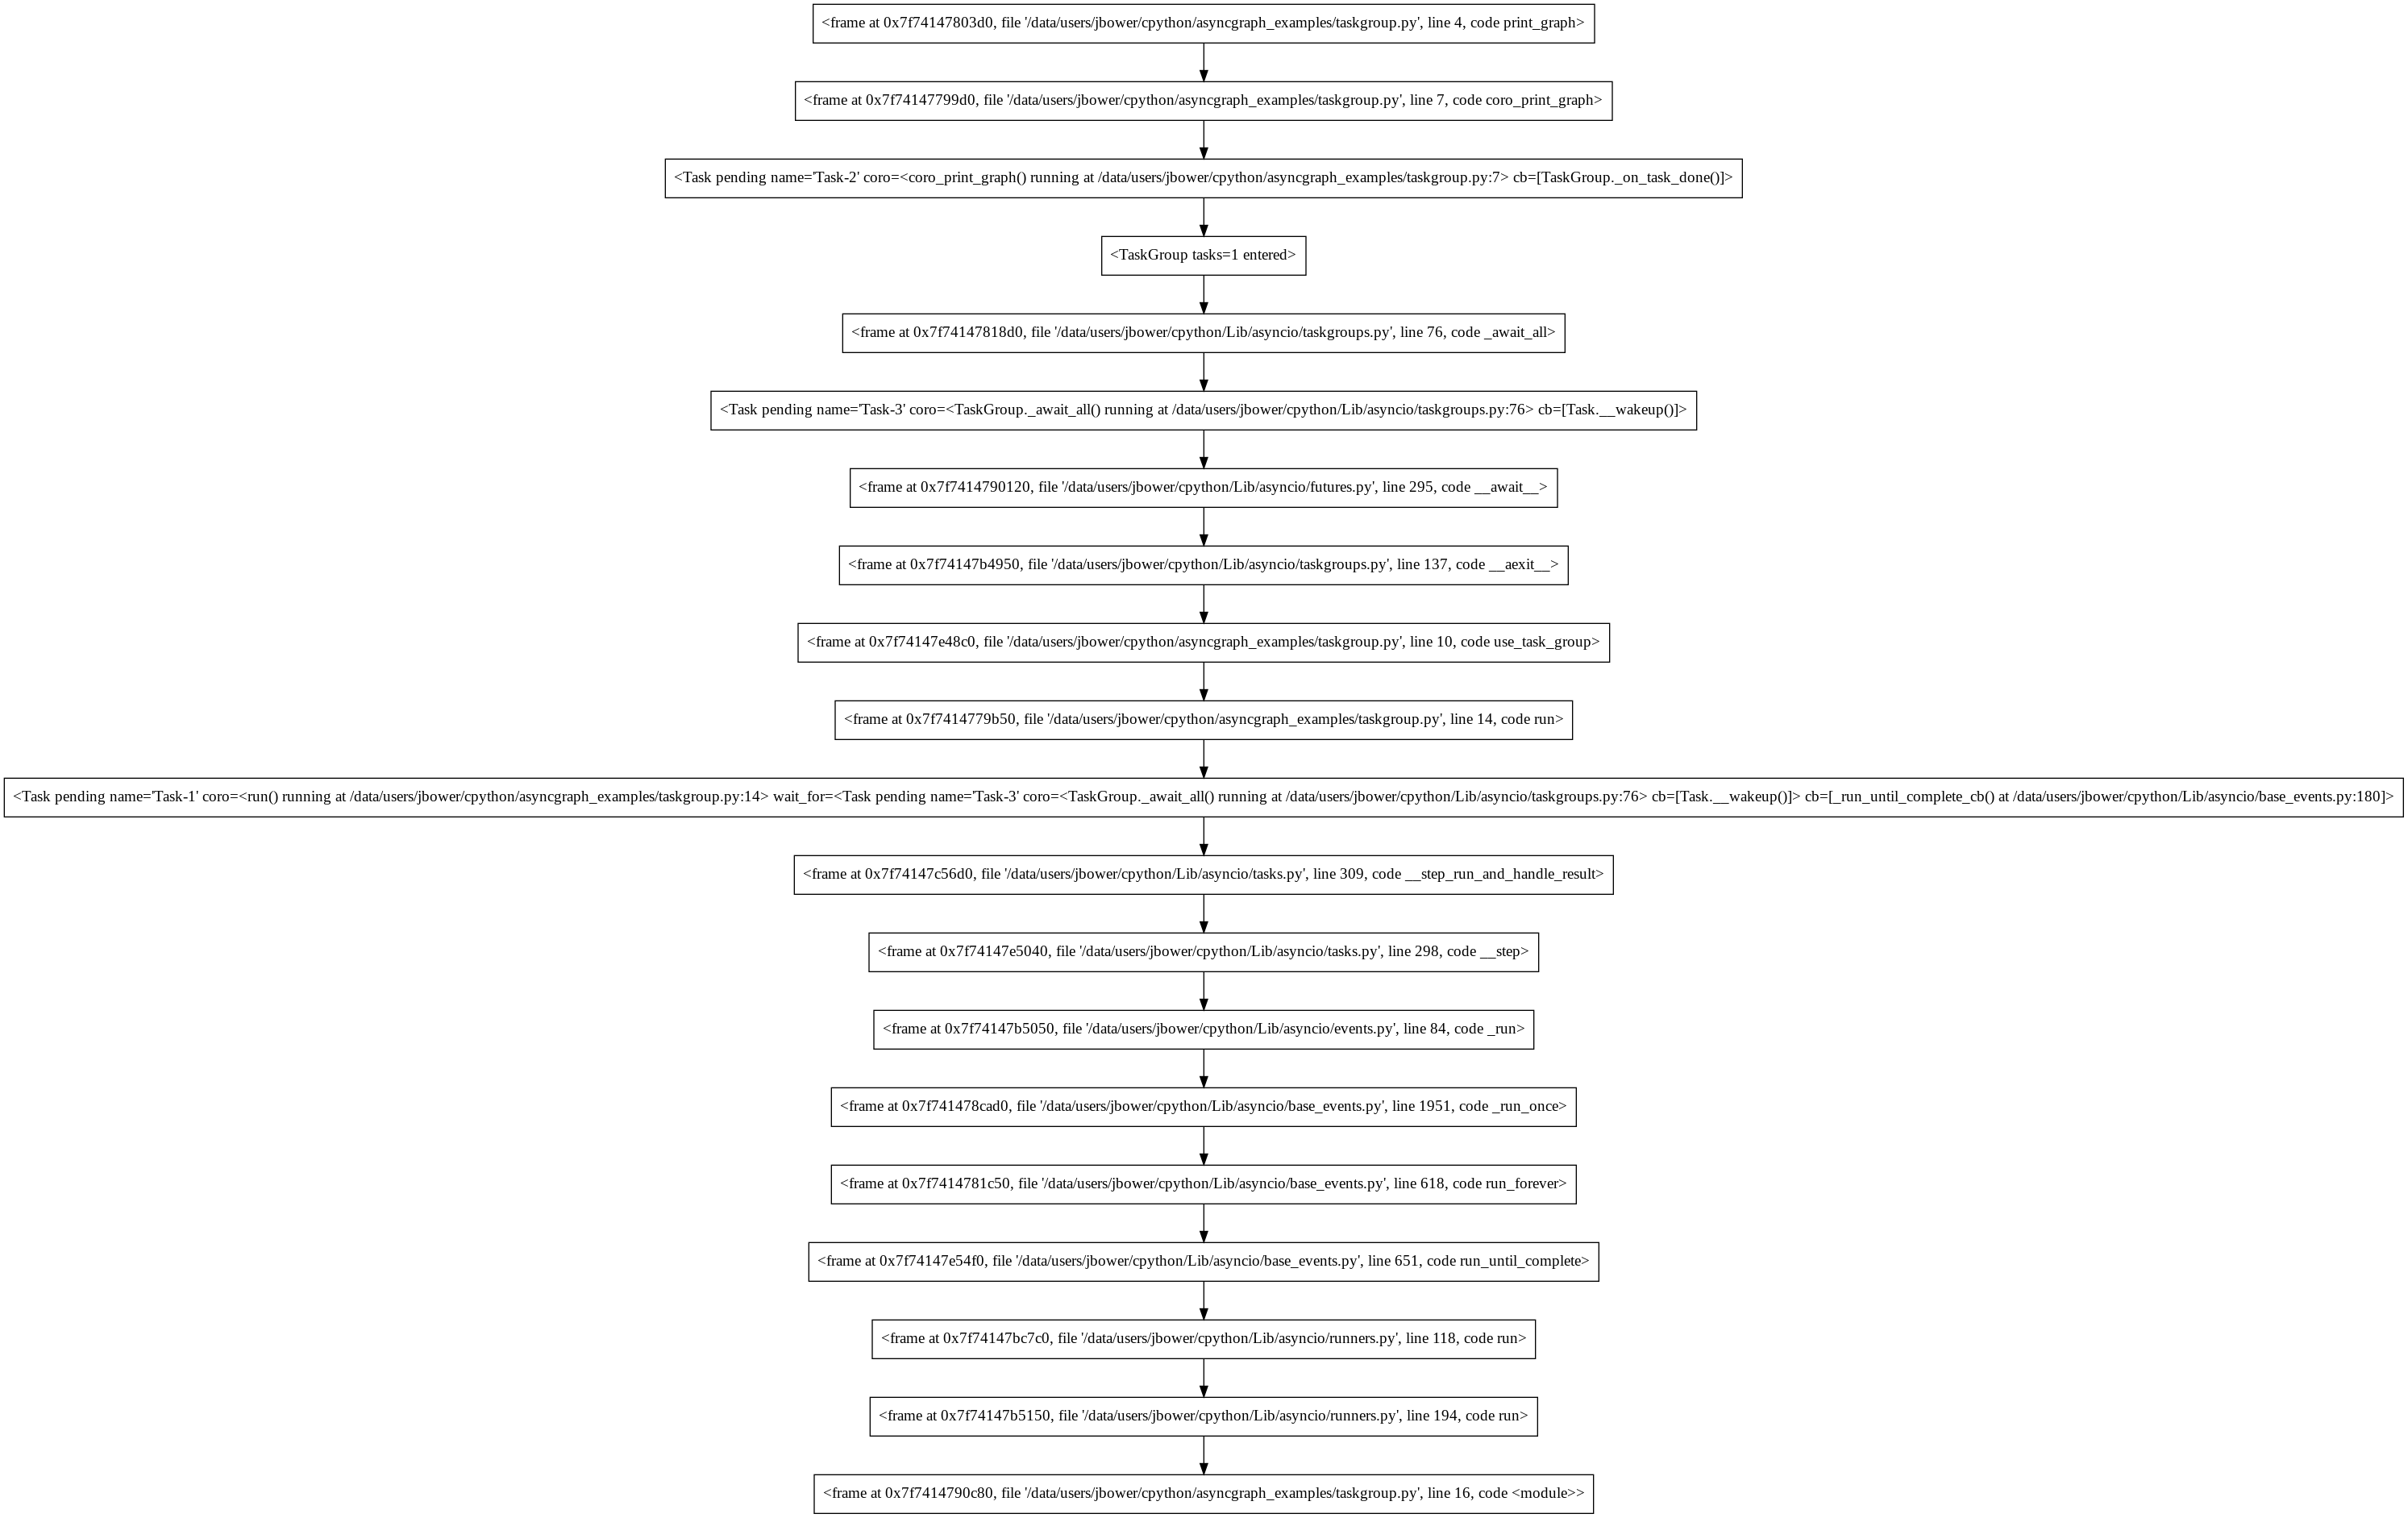 <frame at 0x7f74147803d0, file '/data/users/jbower/cpython/asyncgraph_examples/taskgroup.py', line 4, code print_graph>
<frame at 0x7f74147799d0, file '/data/users/jbower/cpython/asyncgraph_examples/taskgroup.py', line 7, code coro_print_graph>
<Task pending name='Task-2' coro=<coro_print_graph() running at /data/users/jbower/cpython/asyncgraph_examples/taskgroup.py:7> cb=[TaskGroup._on_task_done()]>
<TaskGroup tasks=1 entered>
<frame at 0x7f74147818d0, file '/data/users/jbower/cpython/Lib/asyncio/taskgroups.py', line 76, code _await_all>
<Task pending name='Task-3' coro=<TaskGroup._await_all() running at /data/users/jbower/cpython/Lib/asyncio/taskgroups.py:76> cb=[Task.__wakeup()]>
<frame at 0x7f7414790120, file '/data/users/jbower/cpython/Lib/asyncio/futures.py', line 295, code __await__>
<frame at 0x7f74147b4950, file '/data/users/jbower/cpython/Lib/asyncio/taskgroups.py', line 137, code __aexit__>
<frame at 0x7f74147e48c0, file '/data/users/jbower/cpython/asyncgraph_examples/taskgroup.py', line 10, code use_task_group>
<frame at 0x7f7414779b50, file '/data/users/jbower/cpython/asyncgraph_examples/taskgroup.py', line 14, code run>
<Task pending name='Task-1' coro=<run() running at /data/users/jbower/cpython/asyncgraph_examples/taskgroup.py:14> wait_for=<Task pending name='Task-3' coro=<TaskGroup._await_all() running at /data/users/jbower/cpython/Lib/asyncio/taskgroups.py:76> cb=[Task.__wakeup()]> cb=[_run_until_complete_cb() at /data/users/jbower/cpython/Lib/asyncio/base_events.py:180]>
<frame at 0x7f74147c56d0, file '/data/users/jbower/cpython/Lib/asyncio/tasks.py', line 309, code __step_run_and_handle_result>
<frame at 0x7f74147e5040, file '/data/users/jbower/cpython/Lib/asyncio/tasks.py', line 298, code __step>
<frame at 0x7f74147b5050, file '/data/users/jbower/cpython/Lib/asyncio/events.py', line 84, code _run>
<frame at 0x7f741478cad0, file '/data/users/jbower/cpython/Lib/asyncio/base_events.py', line 1951, code _run_once>
<frame at 0x7f7414781c50, file '/data/users/jbower/cpython/Lib/asyncio/base_events.py', line 618, code run_forever>
<frame at 0x7f74147e54f0, file '/data/users/jbower/cpython/Lib/asyncio/base_events.py', line 651, code run_until_complete>
<frame at 0x7f74147bc7c0, file '/data/users/jbower/cpython/Lib/asyncio/runners.py', line 118, code run>
<frame at 0x7f74147b5150, file '/data/users/jbower/cpython/Lib/asyncio/runners.py', line 194, code run>
<frame at 0x7f7414790c80, file '/data/users/jbower/cpython/asyncgraph_examples/taskgroup.py', line 16, code <module>>